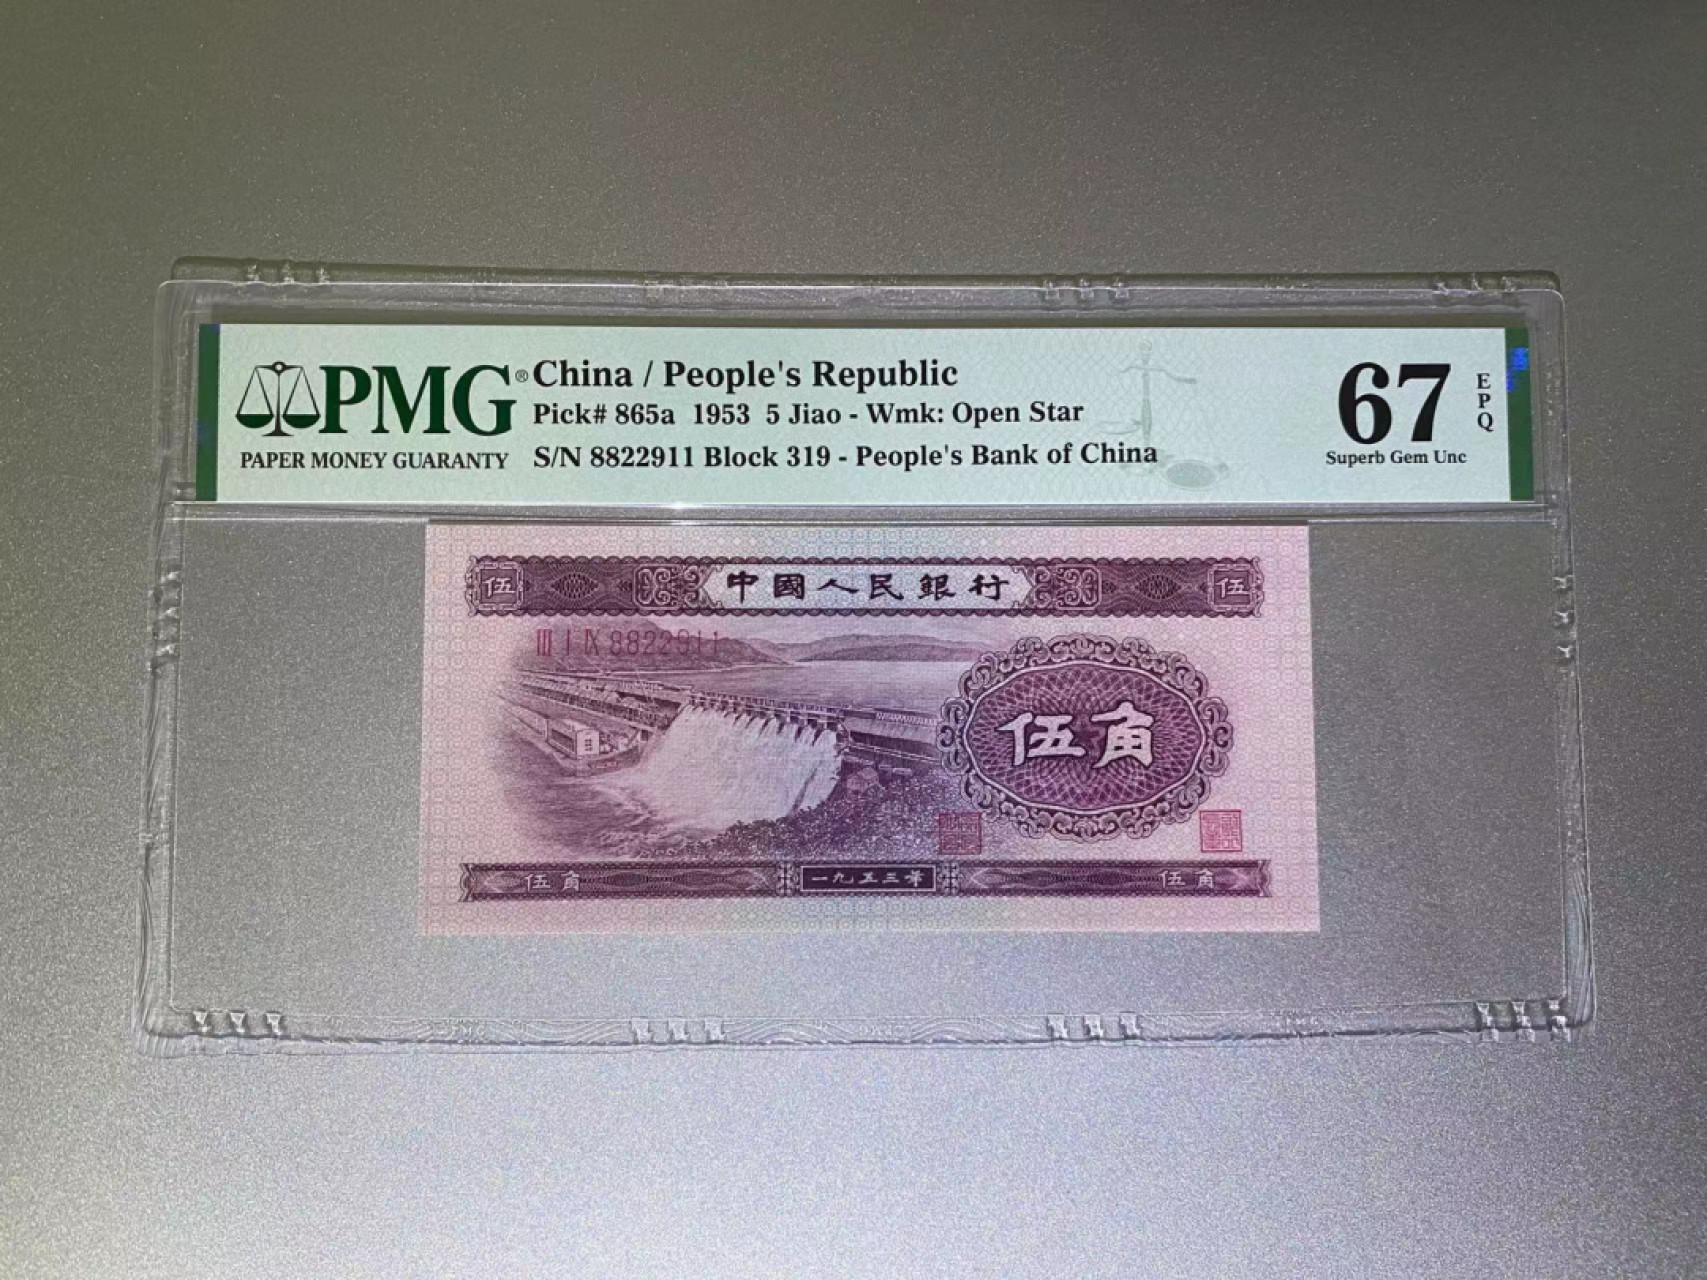 PMG®
PAPER MONEY GUARANTY
China / People's Republic
Pick# 865a 1953 5 Jiao - Wmk: Open Star
S/N 8822911 Block 319 - People's Bank of China
67
EPQ
Superb Gem Unc
伍 中國人民銀行 伍
III I IX 8822911
伍角
伍角 一九五三年 伍角